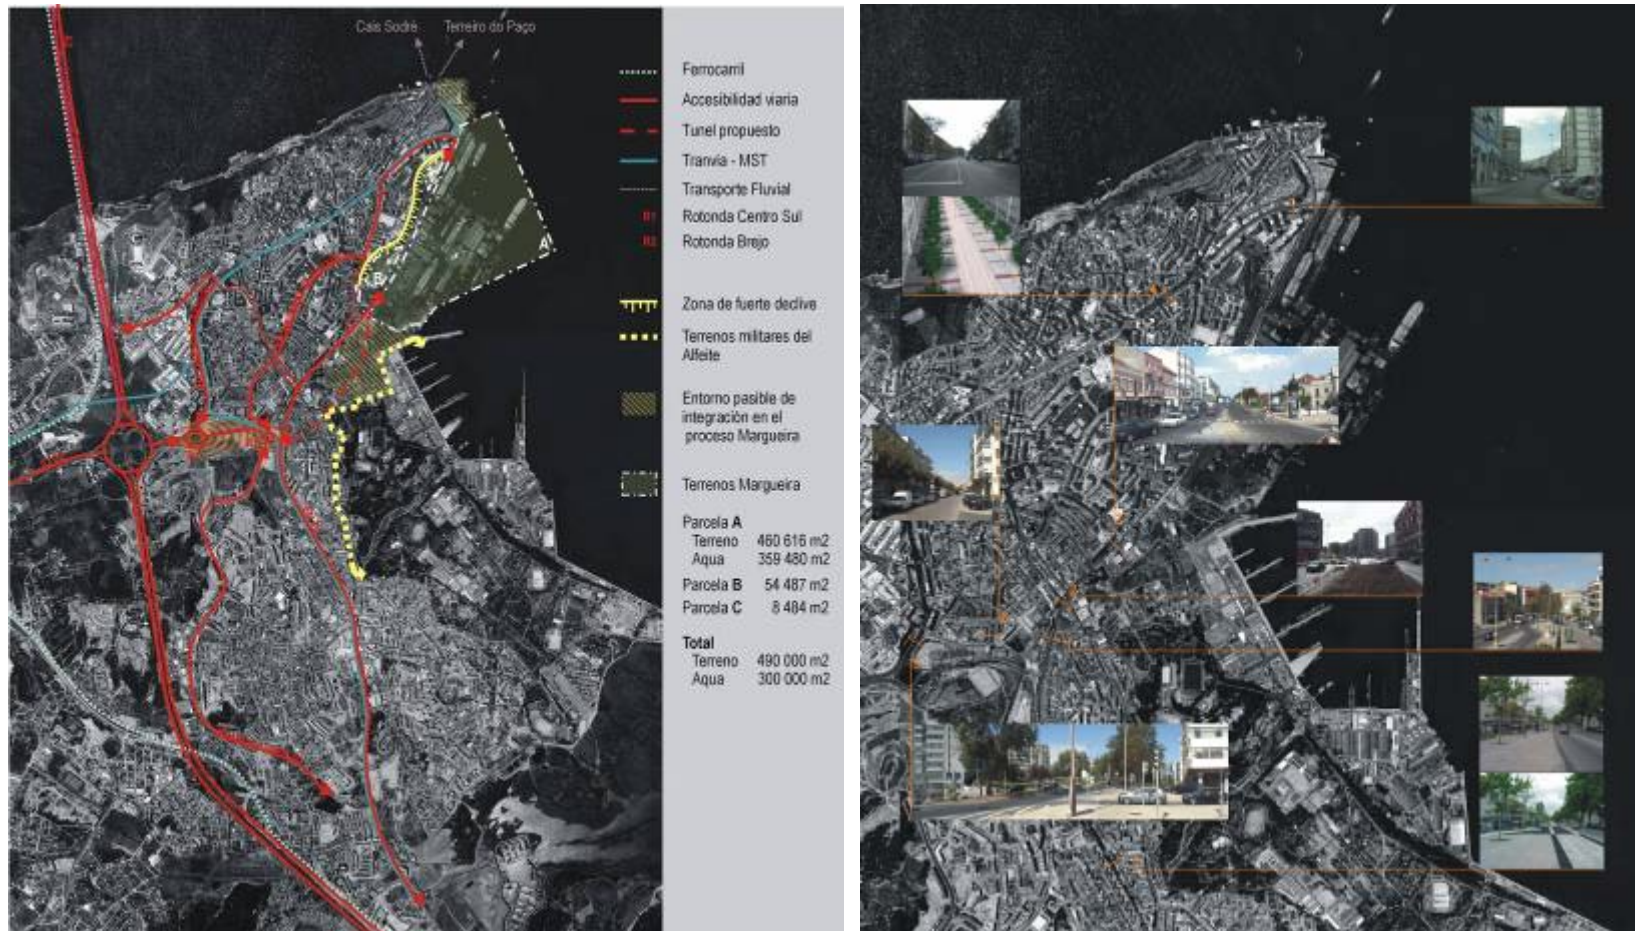 Cais Sodré
Terreiro do Paço
Ferrocarril
Accesibilidad viaria
Tunel propuesto
Tranvia - MST
Transporte Fluvial
R1 Rotonda Centro Sul
R2 Rotonda Brejo
Zona de fuerte declive
Terrenos militares del
Alfeite
Entorno pasible de
integración en el
proceso Margueira
Terrenos Margueira
Parcela A
Terreno 460 616 m2
Aqua 359 480 m2
Parcela B 54 487 m2
Parcela C 8 484 m2
Total
Terreno 490 000 m2
Aqua 300 000 m2
A
B